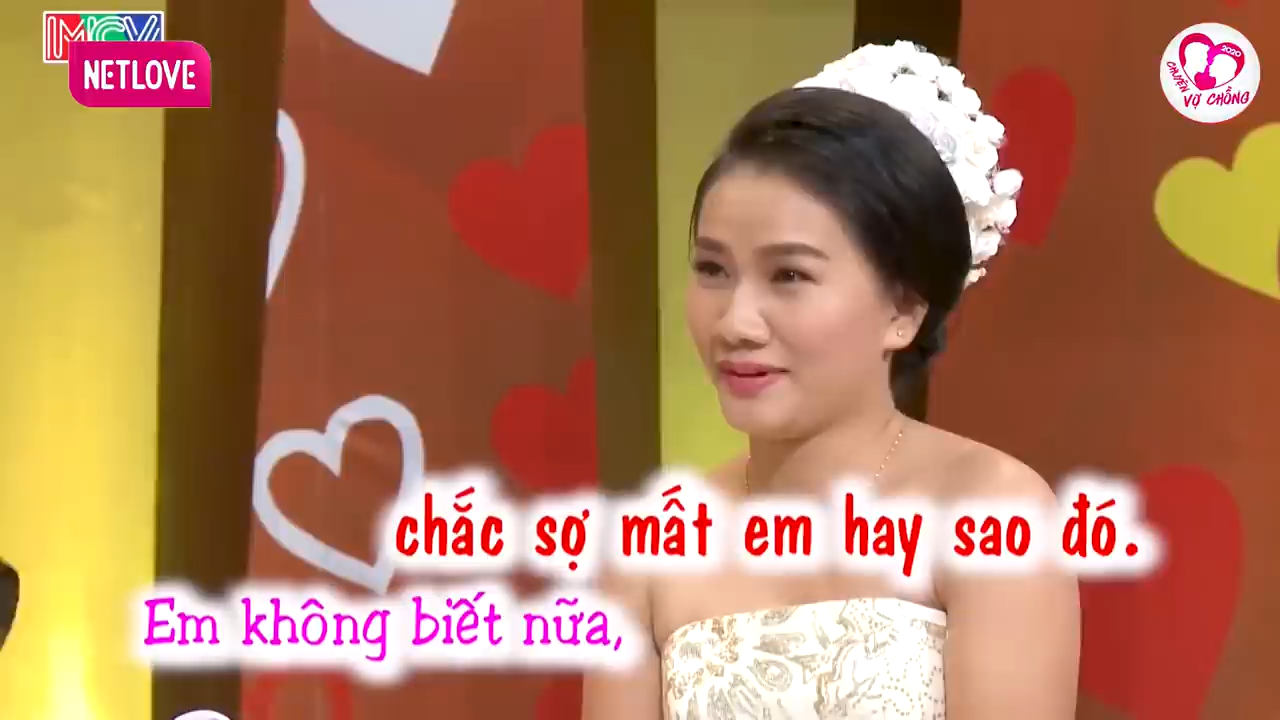 MCV
NETLOVE
2020
CHUYỆN
VỢ CHỒNG
chắc sợ mất em hay sao đó.
Em không biết nữa,